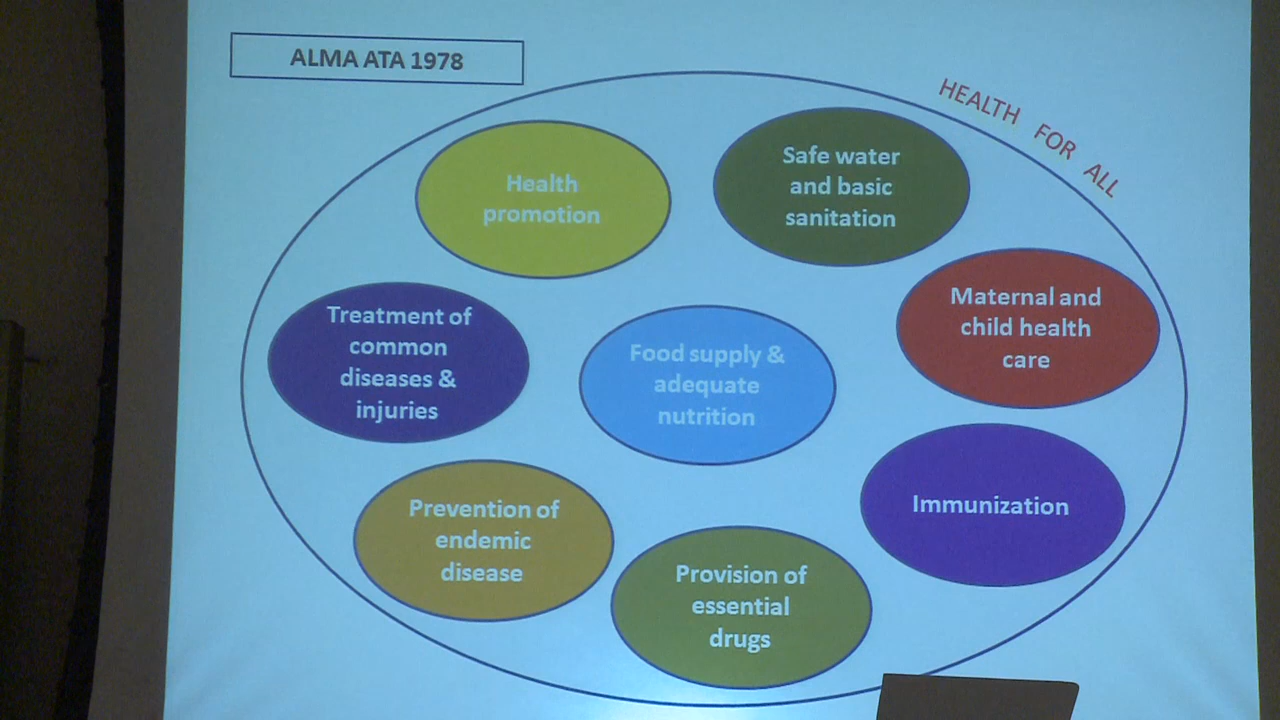 ALMA ATA 1978
HEALTH FOR ALL
Health
promotion
Safe water
and basic
sanitation
Maternal and
child health
care
Treatment of
common
diseases &
injuries
Food supply &
adequate
nutrition
Immunization
Prevention of
endemic
disease
Provision of
essential
drugs